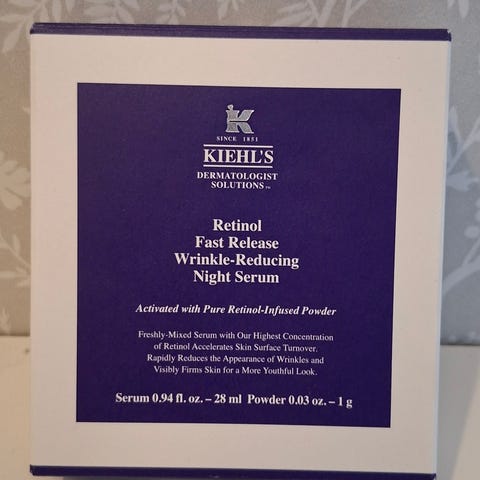 K
SINCE 1851
KIEHL'S
DERMATOLOGIST
SOLUTIONS™
Retinol
Fast Release
Wrinkle-Reducing
Night Serum
Activated with Pure Retinol-Infused Powder
Freshly-Mixed Serum with Our Highest Concentration
of Retinol Accelerates Skin Surface Turnover.
Rapidly Reduces the Appearance of Wrinkles and
Visibly Firms Skin for a More Youthful Look.
Serum 0.94 fl. oz. – 28 ml Powder 0.03 oz. – 1 g